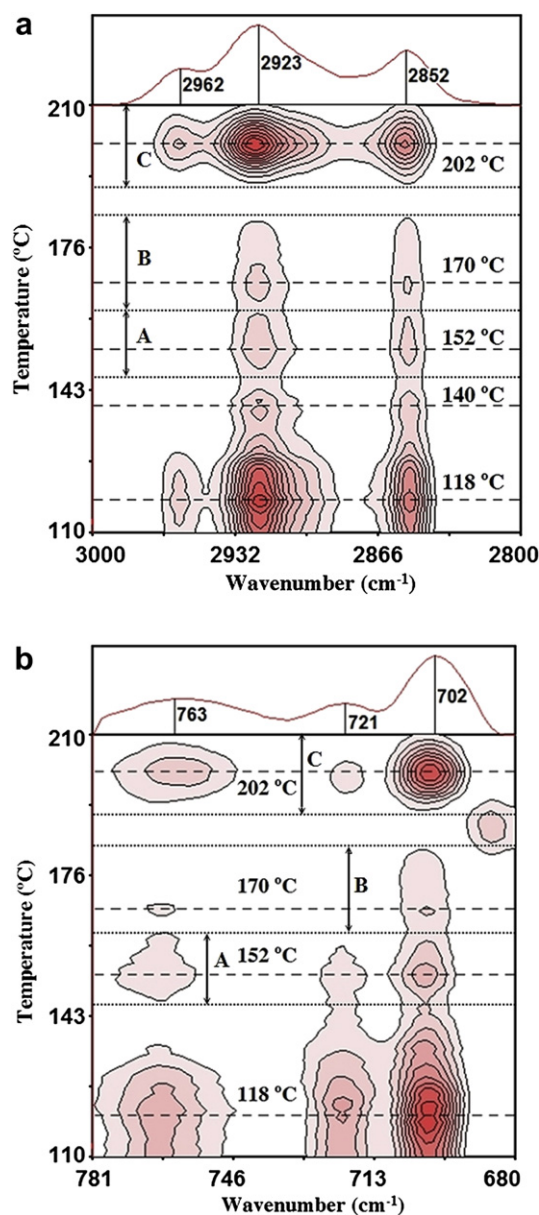 a
2962
2923
2852
210
C
202 °C
B
176
170 °C
A
152 °C
143
140 °C
118 °C
110
3000
2932
2866
2800
Temperature (°C)
Wavenumber (cm-1)
b
763
721
702
210
C
202 °C
176
170 °C
B
A
152 °C
143
118 °C
110
781
746
713
680
Temperature (°C)
Wavenumber (cm-1)